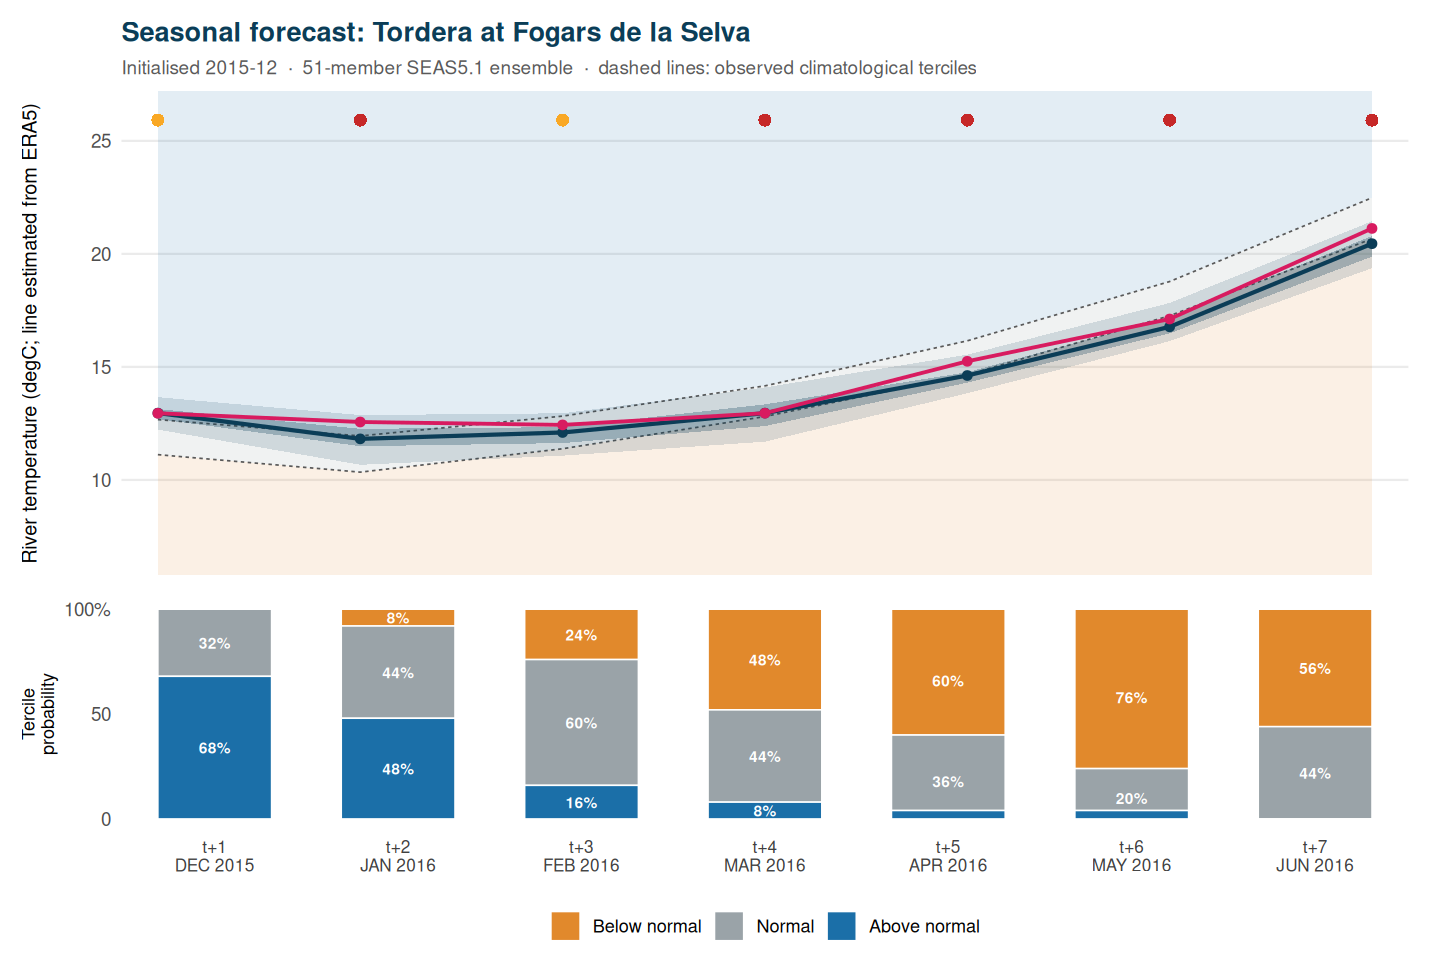 Seasonal forecast: Tordera at Fogars de la Selva
Initialised 2015-12 · 51-member SEAS5.1 ensemble · dashed lines: observed climatological terciles
River temperature (degC; line estimated from ERA5)
25
20
15
10
Tercile
probability
100%
50
0
32%
68%
8%
44%
48%
24%
60%
16%
48%
44%
8%
60%
36%
76%
20%
56%
44%
t+1
DEC 2015
t+2
JAN 2016
t+3
FEB 2016
t+4
MAR 2016
t+5
APR 2016
t+6
MAY 2016
t+7
JUN 2016
Below normal
Normal
Above normal